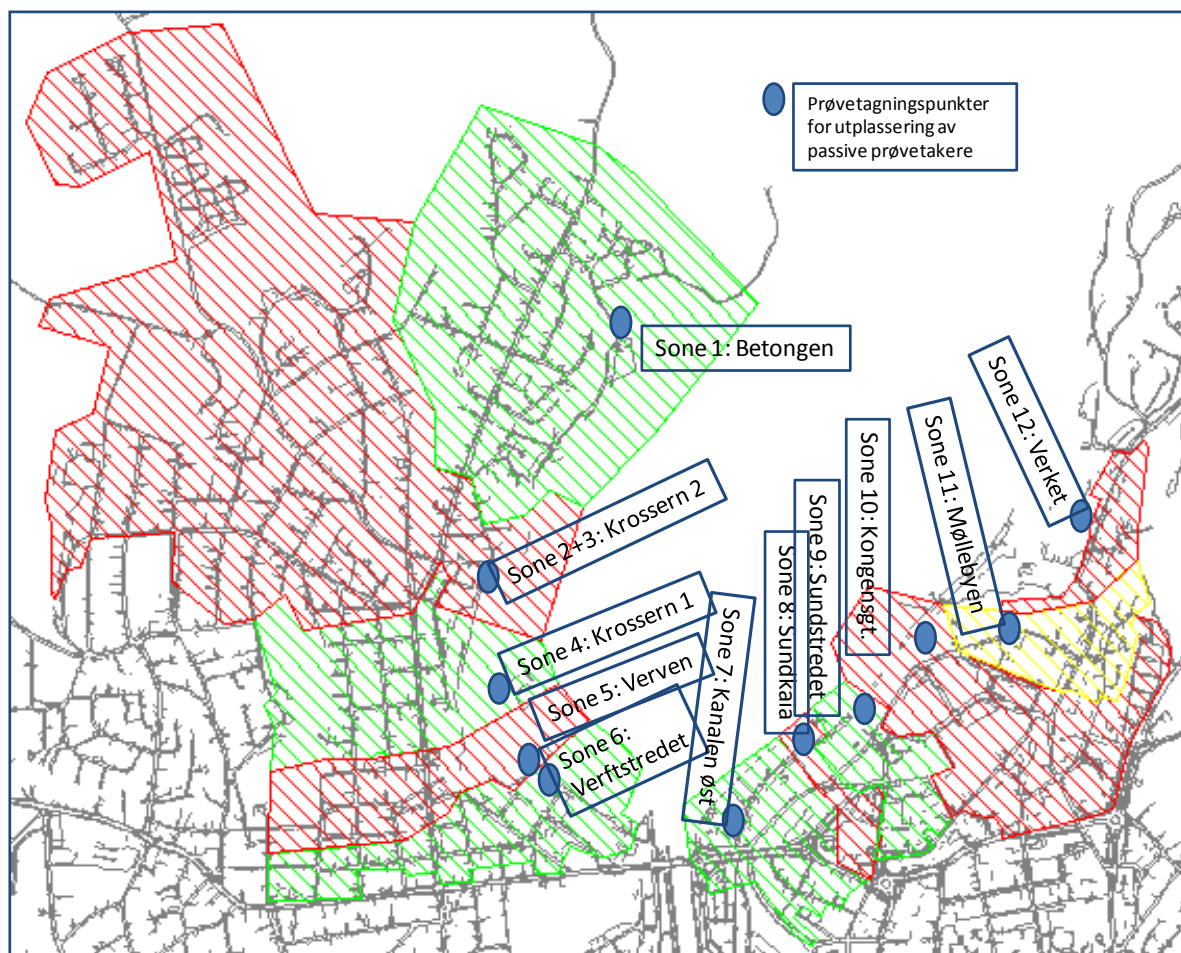 Prøvetagningspunkter
for utplassering av
passive prøvetakere
Sone 1: Betongen
Sone 2+3: Krossern 2
Sone 4: Krossern 1
Sone 5: Verven
Sone 6:
Verftstredet
Sone 7: Kanalen øst
Sone 8: Sundkaia
Sone 9: Sundstredet
Sone 10: Kongensgt.
Sone 11: Møllebyen
Sone 12: Verket